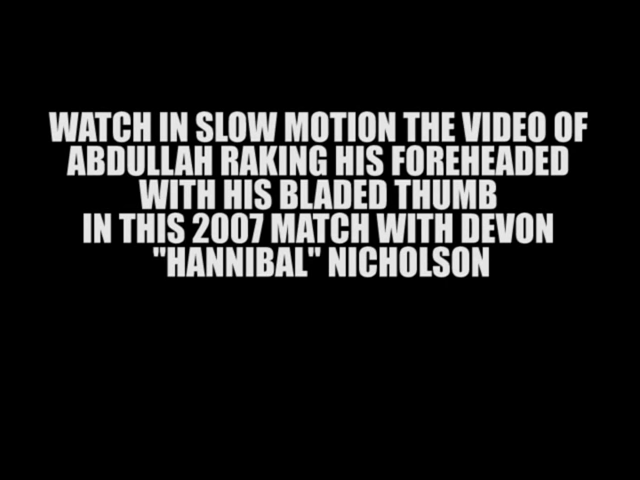 WATCH IN SLOW MOTION THE VIDEO OF
ABDULLAH RAKING HIS FOREHEADED
WITH HIS BLADED THUMB
IN THIS 2007 MATCH WITH DEVON
"HANNIBAL" NICHOLSON